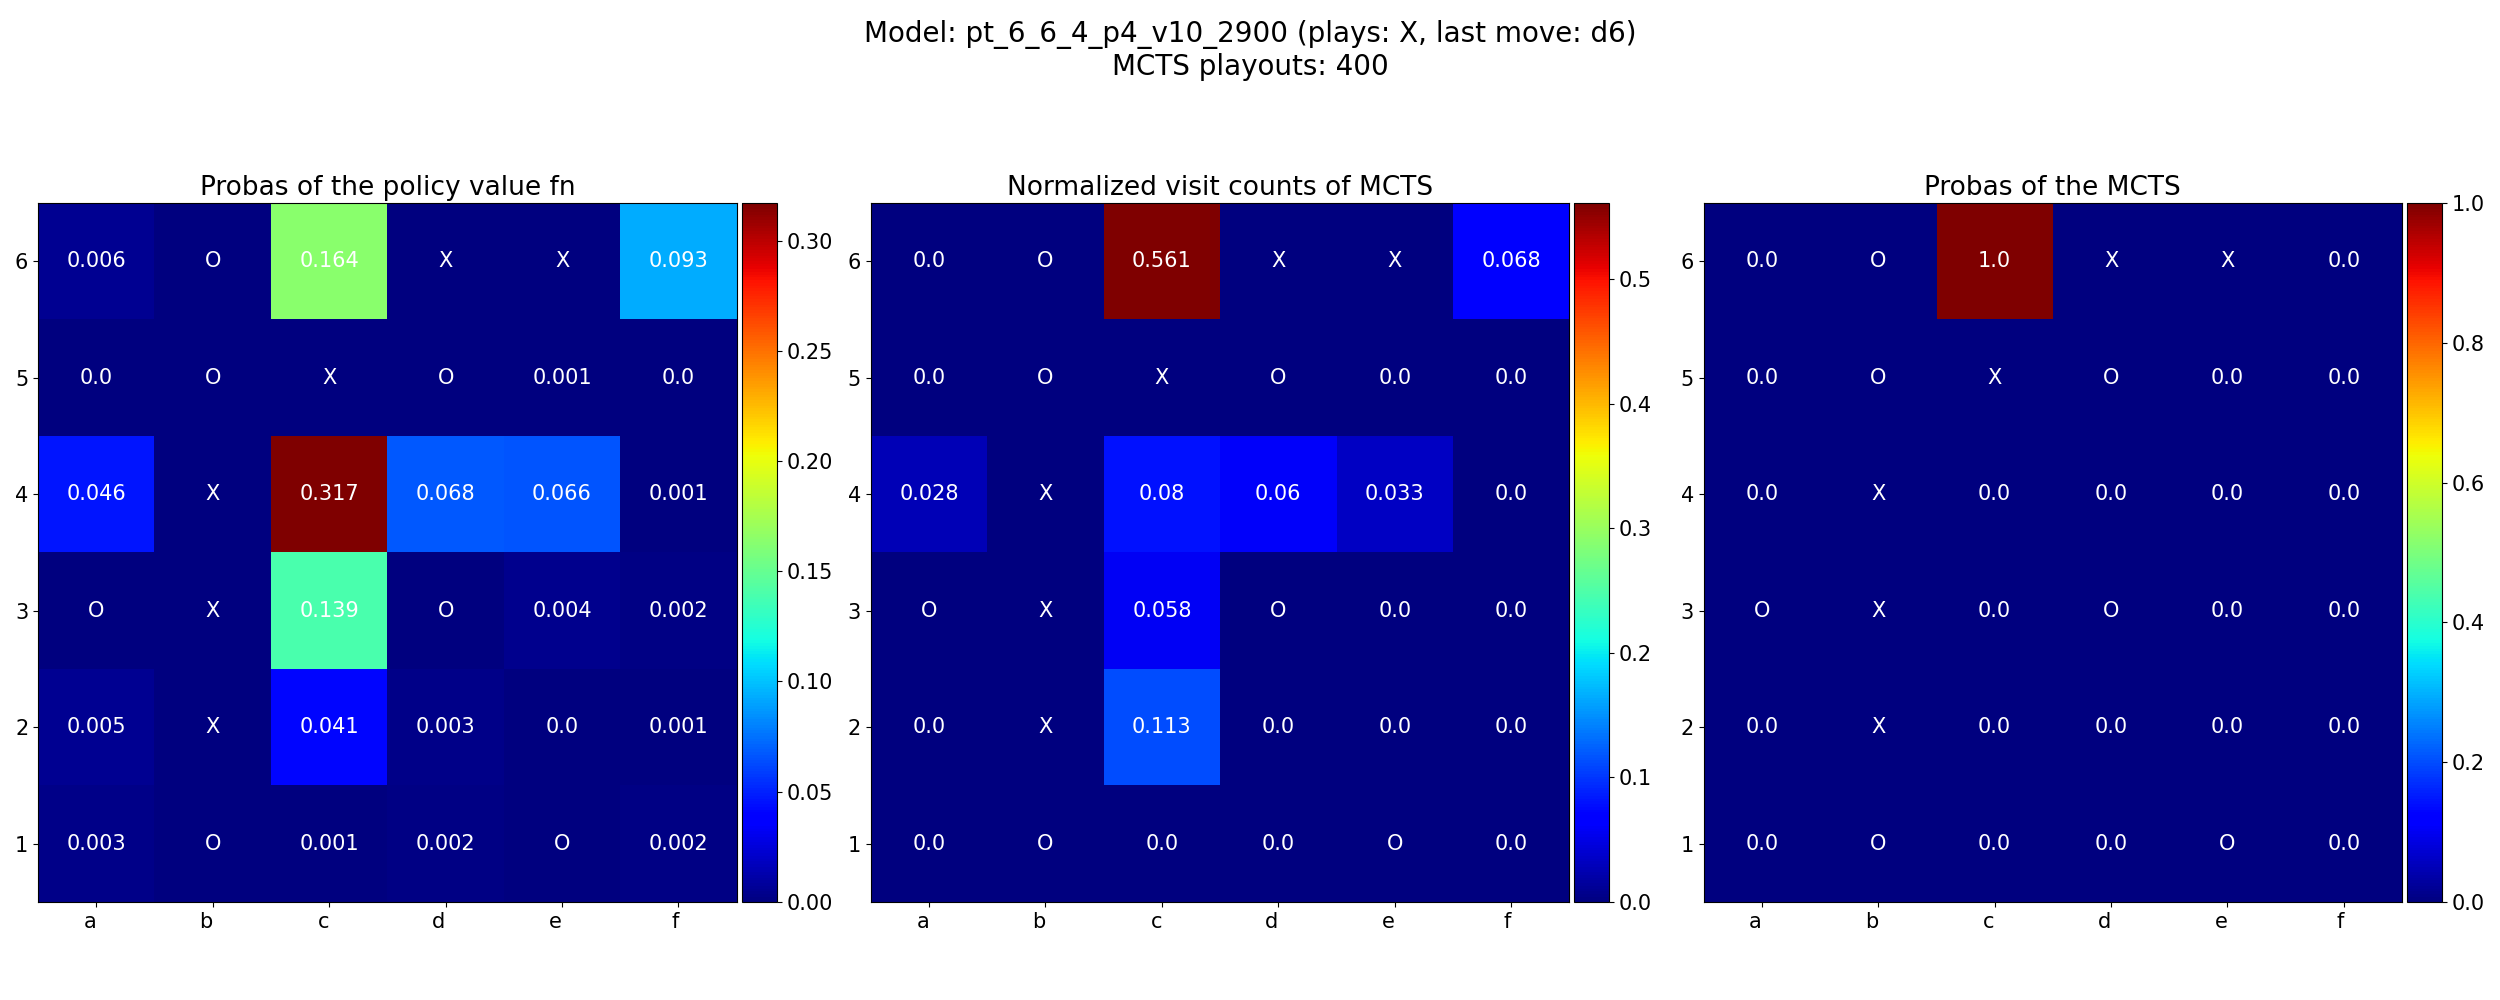 Model: pt_6_6_4_p4_v10_2900 (plays: X, last move: d6)
MCTS playouts: 400
Probas of the policy value fn
6 0.006 O 0.164 X X 0.093
5 0.0 O X O 0.001 0.0
4 0.046 X 0.317 0.068 0.066 0.001
3 O X 0.139 O 0.004 0.002
2 0.005 X 0.041 0.003 0.0 0.001
1 0.003 O 0.001 0.002 O 0.002
a b c d e f
0.30
0.25
0.20
0.15
0.10
0.05
0.00
Normalized visit counts of MCTS
6 0.0 O 0.561 X X 0.068
5 0.0 O X O 0.0 0.0
4 0.028 X 0.08 0.06 0.033 0.0
3 O X 0.058 O 0.0 0.0
2 0.0 X 0.113 0.0 0.0 0.0
1 0.0 O 0.0 0.0 O 0.0
a b c d e f
0.5
0.4
0.3
0.2
0.1
0.0
Probas of the MCTS
6 0.0 O 1.0 X X 0.0
5 0.0 O X O 0.0 0.0
4 0.0 X 0.0 0.0 0.0 0.0
3 O X 0.0 O 0.0 0.0
2 0.0 X 0.0 0.0 0.0 0.0
1 0.0 O 0.0 0.0 O 0.0
a b c d e f
1.0
0.8
0.6
0.4
0.2
0.0